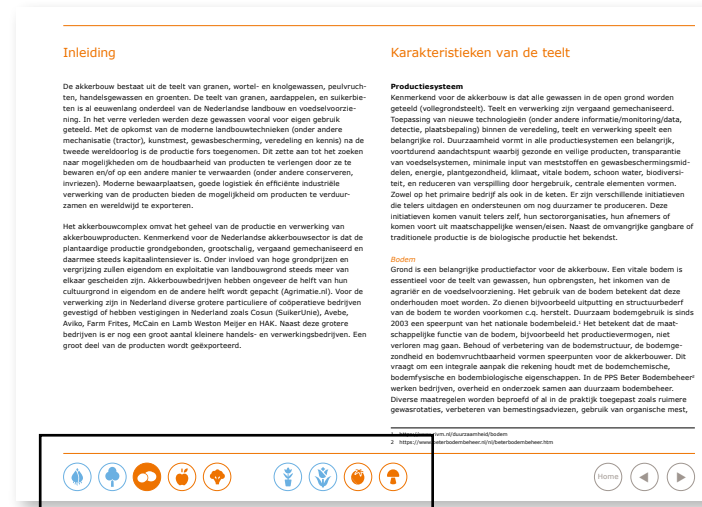 Inleiding
De akkerbouw bestaat uit de teelt van granen, wortel- en knolgewassen, peulvruch-
ten, handelsgewassen en groenten. De teelt van granen, aardappelen, en suikerbie-
ten is al eeuwenlang onderdeel van de Nederlandse landbouw en voedselvoorzie-
ning. In het verre verleden werden deze gewassen vooral voor eigen gebruik
geteeld. Met de opkomst van de moderne landbouwtechnieken (onder andere
mechanisatie (tractor), kunstmest, gewasbescherming, veredeling en kennis) na de
tweede wereldoorlog is de productie fors toegenomen. Dit zette aan tot het zoeken
naar mogelijkheden om de houdbaarheid van producten te verlengen door ze te
bewaren en/of op een andere manier te verwaarden (onder andere conserveren,
invriezen). Moderne bewaarplaatsen, goede logistiek én efficiënte industriële
verwerking van de producten bieden de mogelijkheid om producten te verduur-
zamen en wereldwijd te exporteren.
Het akkerbouwcomplex omvat het geheel van de productie en verwerking van
akkerbouwproducten. Kenmerkend voor de Nederlandse akkerbouwsector is dat de
plantaardige productie grondgebonden, grootschalig, vergaand gemechaniseerd en
daarmee steeds kapitaalintensiever is. Onder invloed van hoge grondprijzen en
vergrijzing zullen eigendom en exploitatie van landbouwgrond steeds meer van
elkaar gescheiden zijn. Akkerbouwbedrijven hebben ongeveer de helft van hun
cultuurgrond in eigendom en de andere helft wordt gepacht (Agrimatie.nl). Voor de
verwerking zijn in Nederland diverse grotere particuliere of coöperatieve bedrijven
gevestigd of hebben vestigingen in Nederland zoals Cosun (SuikerUnie), Avebe,
Aviko, Farm Frites, McCain en Lamb Weston Meijer en HAK. Naast deze grotere
bedrijven is er nog een groot aantal kleinere handels- en verwerkingsbedrijven. Een
groot deel van de producten wordt geëxporteerd.
Karakteristieken van de teelt
Productiesysteem
Kenmerkend voor de akkerbouw is dat alle gewassen in de open grond worden
geteeld (vollegrondsteelt). Teelt en verwerking zijn vergaand gemechaniseerd.
Toepassing van nieuwe technologieën (onder andere informatie/monitoring/data,
detectie, plaatsbepaling) binnen de veredeling, teelt en verwerking speelt een
belangrijke rol. Duurzaamheid vormt in alle productiesystemen een belangrijk,
voortdurend aandachtspunt waarbij gezonde en veilige producten, transparantie
van voedselsystemen, minimale input van meststoffen en gewasbeschermingsmid-
delen, energie, plantgezondheid, klimaat, vitale bodem, schoon water, biodiversi-
teit, en reduceren van verspilling door hergebruik, centrale elementen vormen.
Zowel op het primaire bedrijf als ook in de keten. Er zijn verschillende initiatieven
die telers uitdagen en ondersteunen om nog duurzamer te produceren. Deze
initiatieven komen vanuit telers zelf, hun sectororganisaties, hun afnemers of
komen voort uit maatschappelijke wensen/eisen. Naast de omvangrijke gangbare of
traditionele productie is de biologische productie het bekendst.
Bodem
Grond is een belangrijke productiefactor voor de akkerbouw. Een vitale bodem is
essentieel voor de teelt van gewassen, hun opbrengsten, het inkomen van de
agrariër en de voedselvoorziening. Het gebruik van de bodem betekent dat deze
onderhouden moet worden. Zo dienen bijvoorbeeld uitputting en structuurbederf
van de bodem te worden voorkomen c.q. herstelt. Duurzaam bodemgebruik is sinds
2003 een speerpunt van het nationale bodembeleid.¹ Het betekent dat de maat-
schappelijke functie van de bodem, bijvoorbeeld het productievermogen, niet
verloren mag gaan. Behoud of verbetering van de bodemstructuur, de bodemge-
zondheid en bodemvruchtbaarheid vormen speerpunten voor de akkerbouwer. Dit
vraagt om een integrale aanpak die rekening houdt met de bodemchemische,
bodemfysische en bodembiologische eigenschappen. In de PPS Beter Bodembeheer²
werken bedrijven, overheid en onderzoek samen aan duurzaam bodembeheer.
Diverse maatregelen worden beproefd of al in de praktijk toegepast zoals ruimere
gewasrotaties, verbeteren van bemestingsadviezen, gebruik van organische mest,
1 https://www.rivm.nl/duurzaamheid/bodem
2 https://www.beterbodembeheer.nl/nl/beterbodembeheer.htm
Home